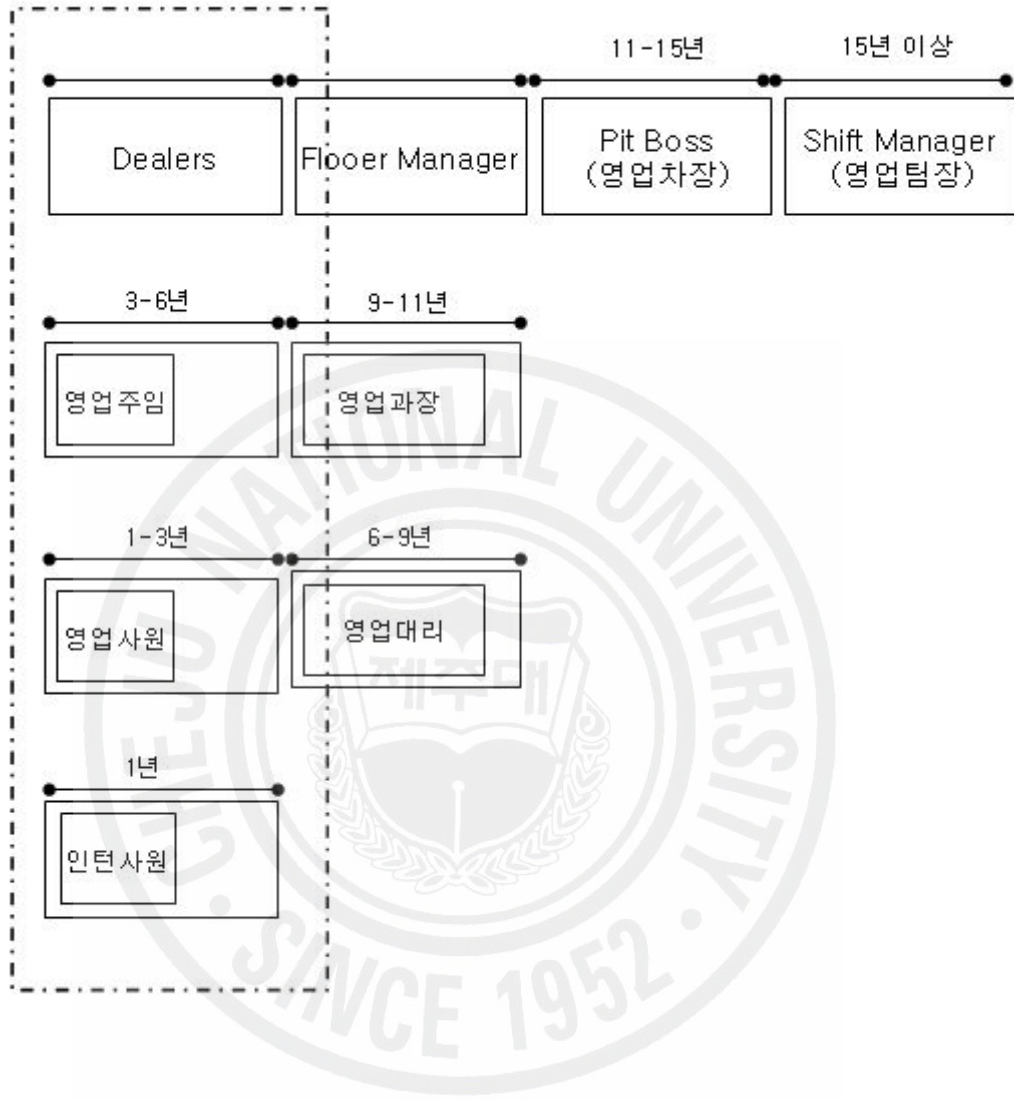 11-15년
15년 이상
Dealers
Flooer Manager
Pit Boss
(영업차장)
Shift Manager
(영업팀장)
3-6년
9-11년
영업주임
영업과장
1-3년
6-9년
영업사원
영업대리
1년
인턴사원
CHEJU NATIONAL UNIVERSITY
제주대
SINCE 1952